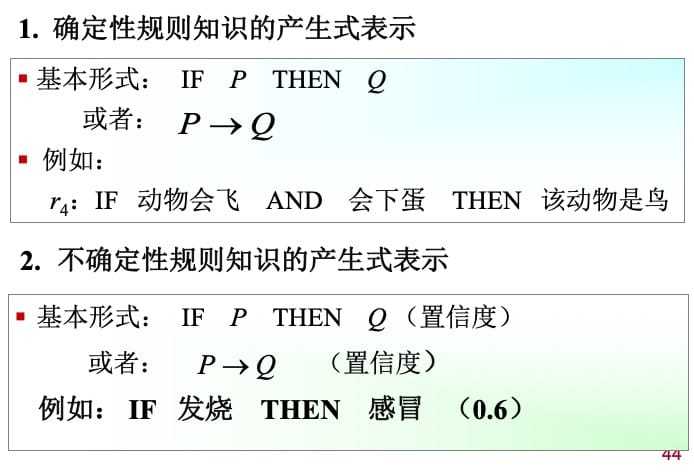 1. 确定性规则知识的产生式表示
▪ 基本形式： IF P THEN Q
或者： P → Q
▪ 例如：
r₄：IF 动物会飞 AND 会下蛋 THEN 该动物是鸟
2. 不确定性规则知识的产生式表示
▪ 基本形式： IF P THEN Q （置信度）
或者： P → Q （置信度）
例如： IF 发烧 THEN 感冒 （0.6）
44